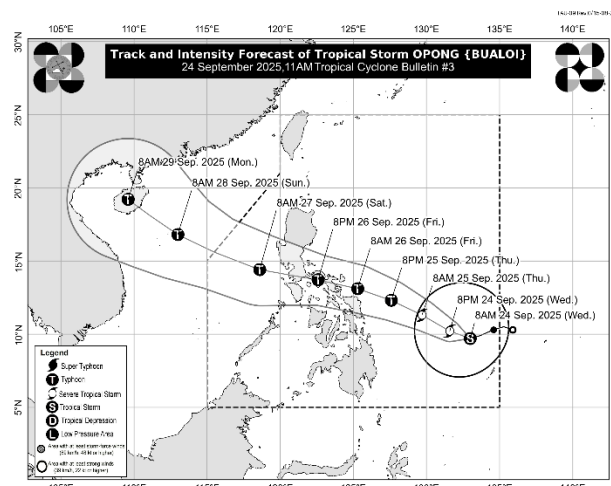 Track and Intensity Forecast of Tropical Storm OPONG {BUALOI}
24 September 2025,11AM Tropical Cyclone Bulletin #3
30°N
25°N
20°N
15°N
10°N
5°N
8AM 29 Sep. 2025 (Mon.)
8AM 28 Sep. 2025 (Sun.)
8AM 27 Sep. 2025 (Sat.)
8PM 26 Sep. 2025 (Fri.)
8AM 26 Sep. 2025 (Fri.)
8PM 25 Sep. 2025 (Thu.)
8AM 25 Sep. 2025 (Thu.)
8PM 24 Sep. 2025 (Wed.)
8AM 24 Sep. 2025 (Wed.)
T
T
T
T
T
T
S
Legend
Super Typhoon
T Typhoon
Severe Tropical Storm
S Tropical Storm
D Tropical Depression
L Low Pressure Area
105°E 110°E 115°E 120°E 125°E 130°E 135°E 140°E